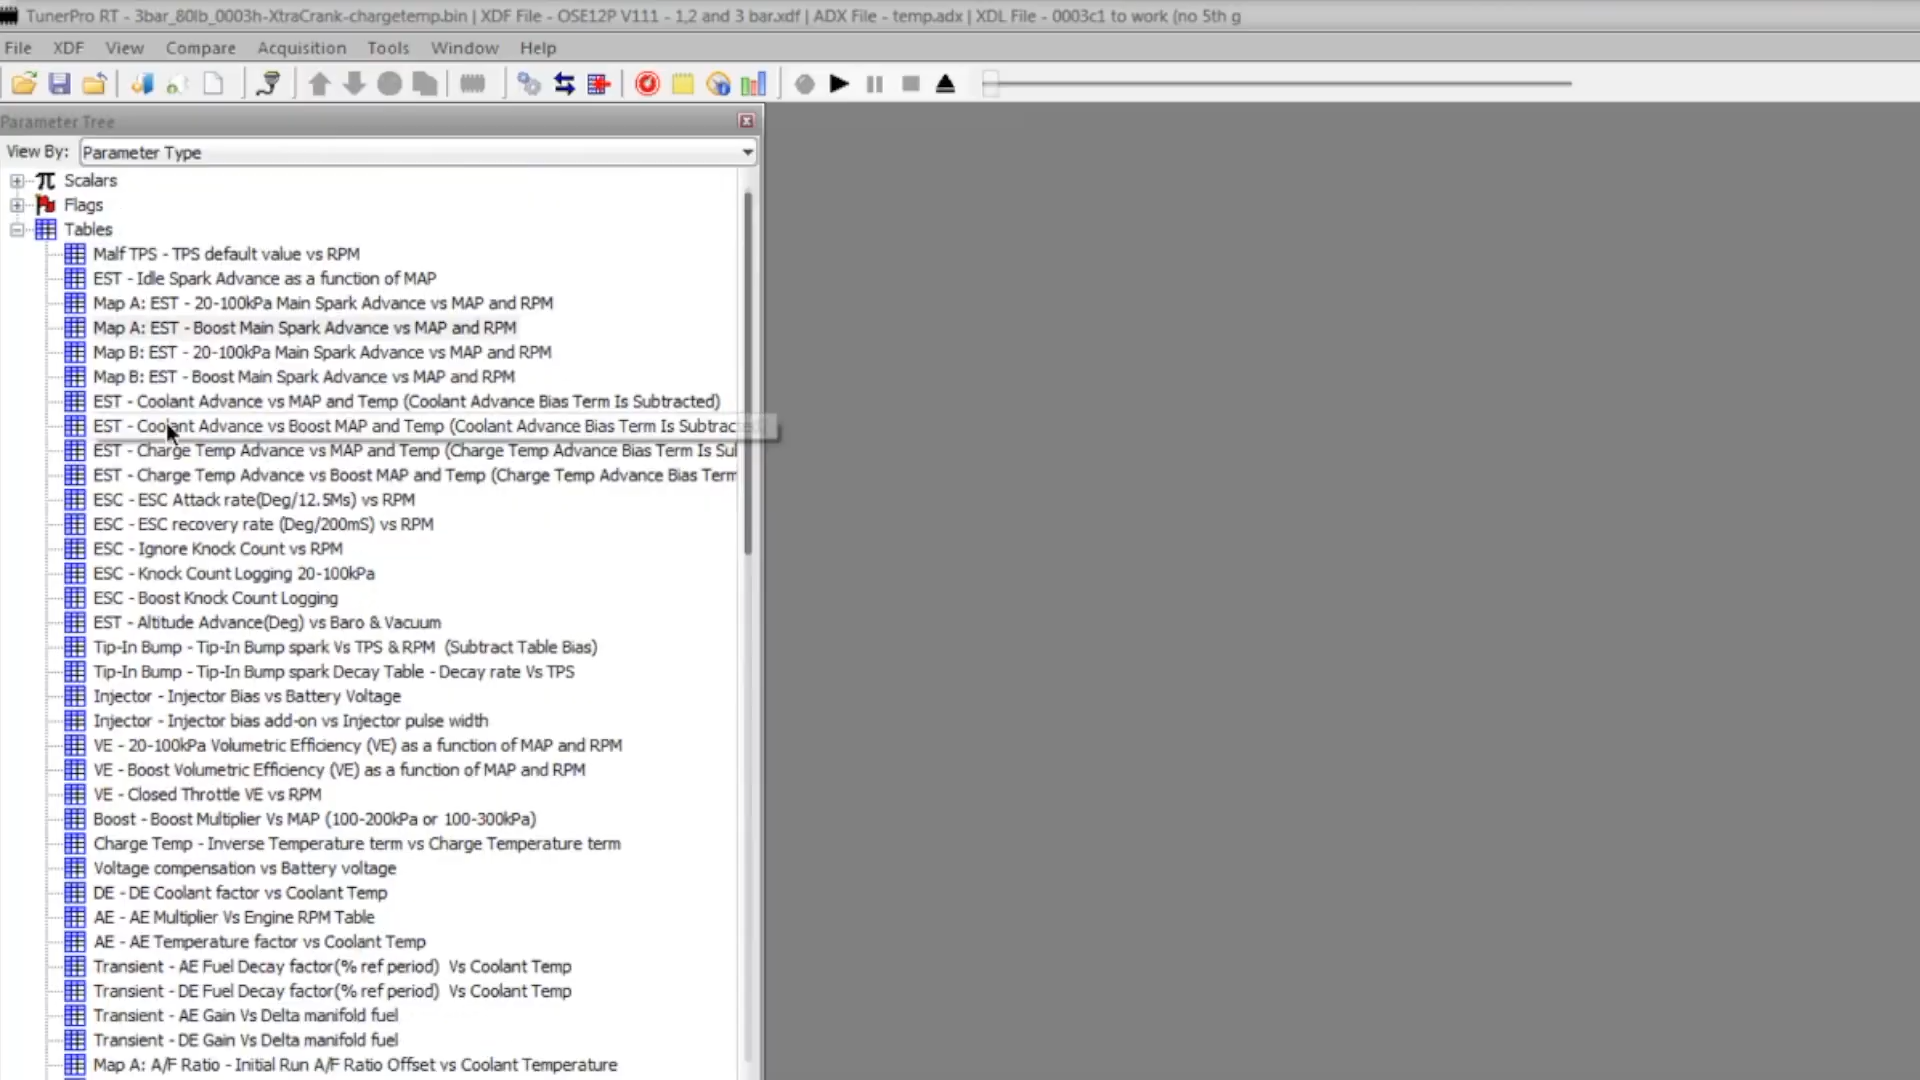 TunerPro RT - 3bar_80lb_0003h-XtraCrank-chargetemp.bin | XDF File - OSE12P V111 - 1,2 and 3 bar.xdf | ADX File - temp.adx | XDL File - 0003c1 to work (no 5th g
File XDF View Compare Acquisition Tools Window Help
Parameter Tree
View By: Parameter Type
Scalars
Flags
Tables
Malf TPS - TPS default value vs RPM
EST - Idle Spark Advance as a function of MAP
Map A: EST - 20-100kPa Main Spark Advance vs MAP and RPM
Map A: EST - Boost Main Spark Advance vs MAP and RPM
Map B: EST - 20-100kPa Main Spark Advance vs MAP and RPM
Map B: EST - Boost Main Spark Advance vs MAP and RPM
EST - Coolant Advance vs MAP and Temp (Coolant Advance Bias Term Is Subtracted)
EST - Coolant Advance vs Boost MAP and Temp (Coolant Advance Bias Term Is Subtracte
EST - Charge Temp Advance vs MAP and Temp (Charge Temp Advance Bias Term Is Sul
EST - Charge Temp Advance vs Boost MAP and Temp (Charge Temp Advance Bias Term
ESC - ESC Attack rate(Deg/12.5Ms) vs RPM
ESC - ESC recovery rate (Deg/200mS) vs RPM
ESC - Ignore Knock Count vs RPM
ESC - Knock Count Logging 20-100kPa
ESC - Boost Knock Count Logging
EST - Altitude Advance(Deg) vs Baro & Vacuum
Tip-In Bump - Tip-In Bump spark Vs TPS & RPM (Subtract Table Bias)
Tip-In Bump - Tip-In Bump spark Decay Table - Decay rate Vs TPS
Injector - Injector Bias vs Battery Voltage
Injector - Injector bias add-on vs Injector pulse width
VE - 20-100kPa Volumetric Efficiency (VE) as a function of MAP and RPM
VE - Boost Volumetric Efficiency (VE) as a function of MAP and RPM
VE - Closed Throttle VE vs RPM
Boost - Boost Multiplier Vs MAP (100-200kPa or 100-300kPa)
Charge Temp - Inverse Temperature term vs Charge Temperature term
Voltage compensation vs Battery voltage
DE - DE Coolant factor vs Coolant Temp
AE - AE Multiplier Vs Engine RPM Table
AE - AE Temperature factor vs Coolant Temp
Transient - AE Fuel Decay factor(% ref period) Vs Coolant Temp
Transient - DE Fuel Decay factor(% ref period) Vs Coolant Temp
Transient - AE Gain Vs Delta manifold fuel
Transient - DE Gain Vs Delta manifold fuel
Map A: A/F Ratio - Initial Run A/F Ratio Offset vs Coolant Temperature